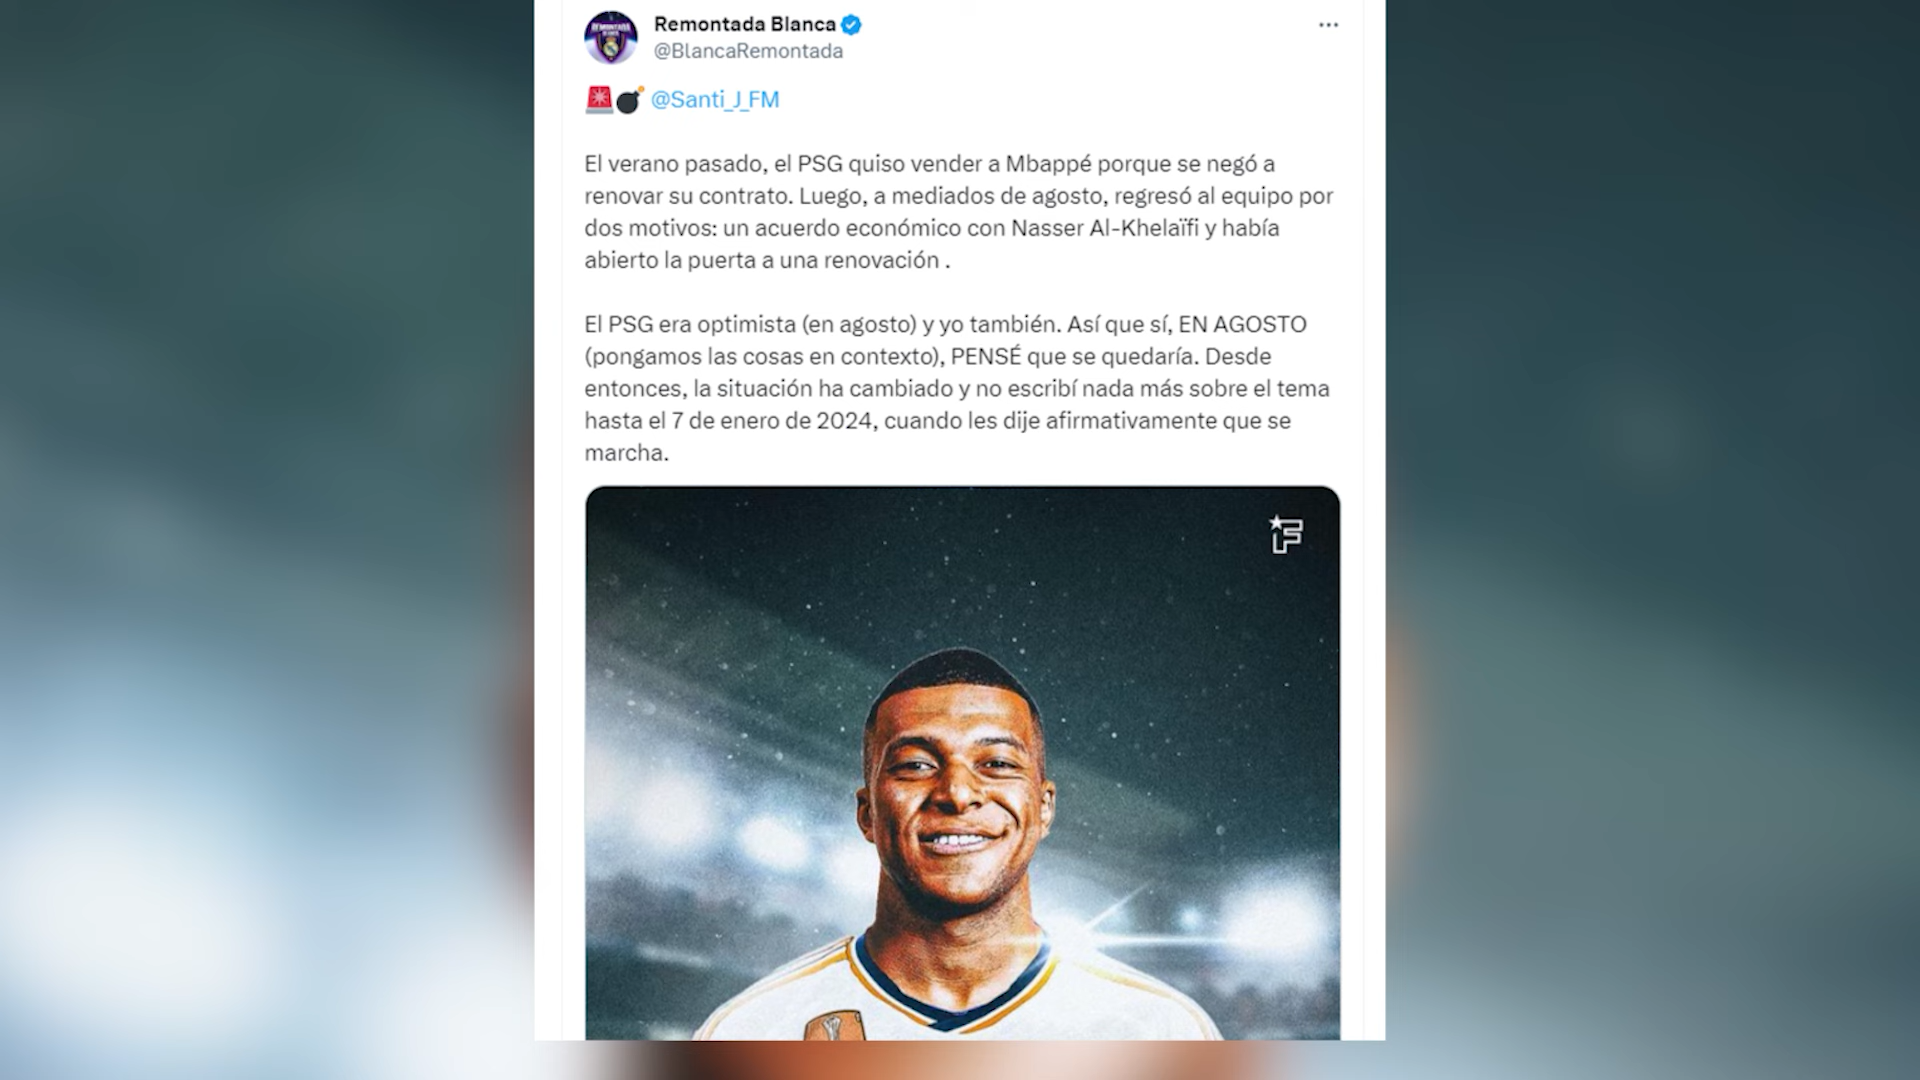 Remontada Blanca
@BlancaRemontada
@Santi_J_FM
El verano pasado, el PSG quiso vender a Mbappé porque se negó a
renovar su contrato. Luego, a mediados de agosto, regresó al equipo por
dos motivos: un acuerdo económico con Nasser Al-Khelaïfi y había
abierto la puerta a una renovación .
El PSG era optimista (en agosto) y yo también. Así que sí, EN AGOSTO
(pongamos las cosas en contexto), PENSÉ que se quedaría. Desde
entonces, la situación ha cambiado y no escribí nada más sobre el tema
hasta el 7 de enero de 2024, cuando les dije afirmativamente que se
marcha.